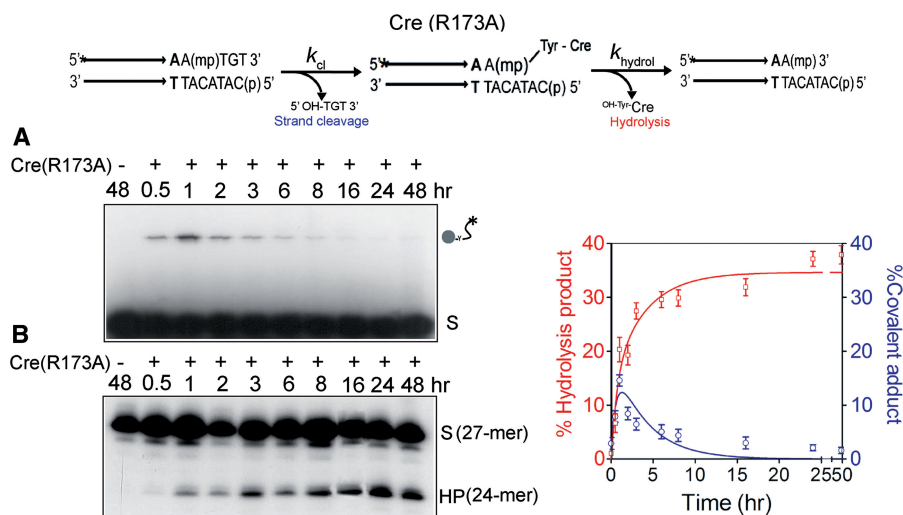 Cre (R173A)
5'* AA(mp)TGT 3'
3' T TACATAC(p) 5'
kcl
5' OH-TGT 3'
Strand cleavage
Tyr - Cre
5'* A A(mp)
3' T TACATAC(p) 5'
khydrol
OH-Tyr-Cre
Hydrolysis
5'* AA(mp) 3'
3' T TACATAC(p) 5'
A
Cre(R173A) - + + + + + + + + +
48 0.5 1 2 3 6 8 16 24 48 hr
-Y *
S
B
Cre(R173A) - + + + + + + + + +
48 0.5 1 2 3 6 8 16 24 48 hr
S (27-mer)
HP(24-mer)
% Hydrolysis product
40
30
20
10
0
0 5 10 15 20 25 50
Time (hr)
40
30
20
10
0
%Covalent adduct